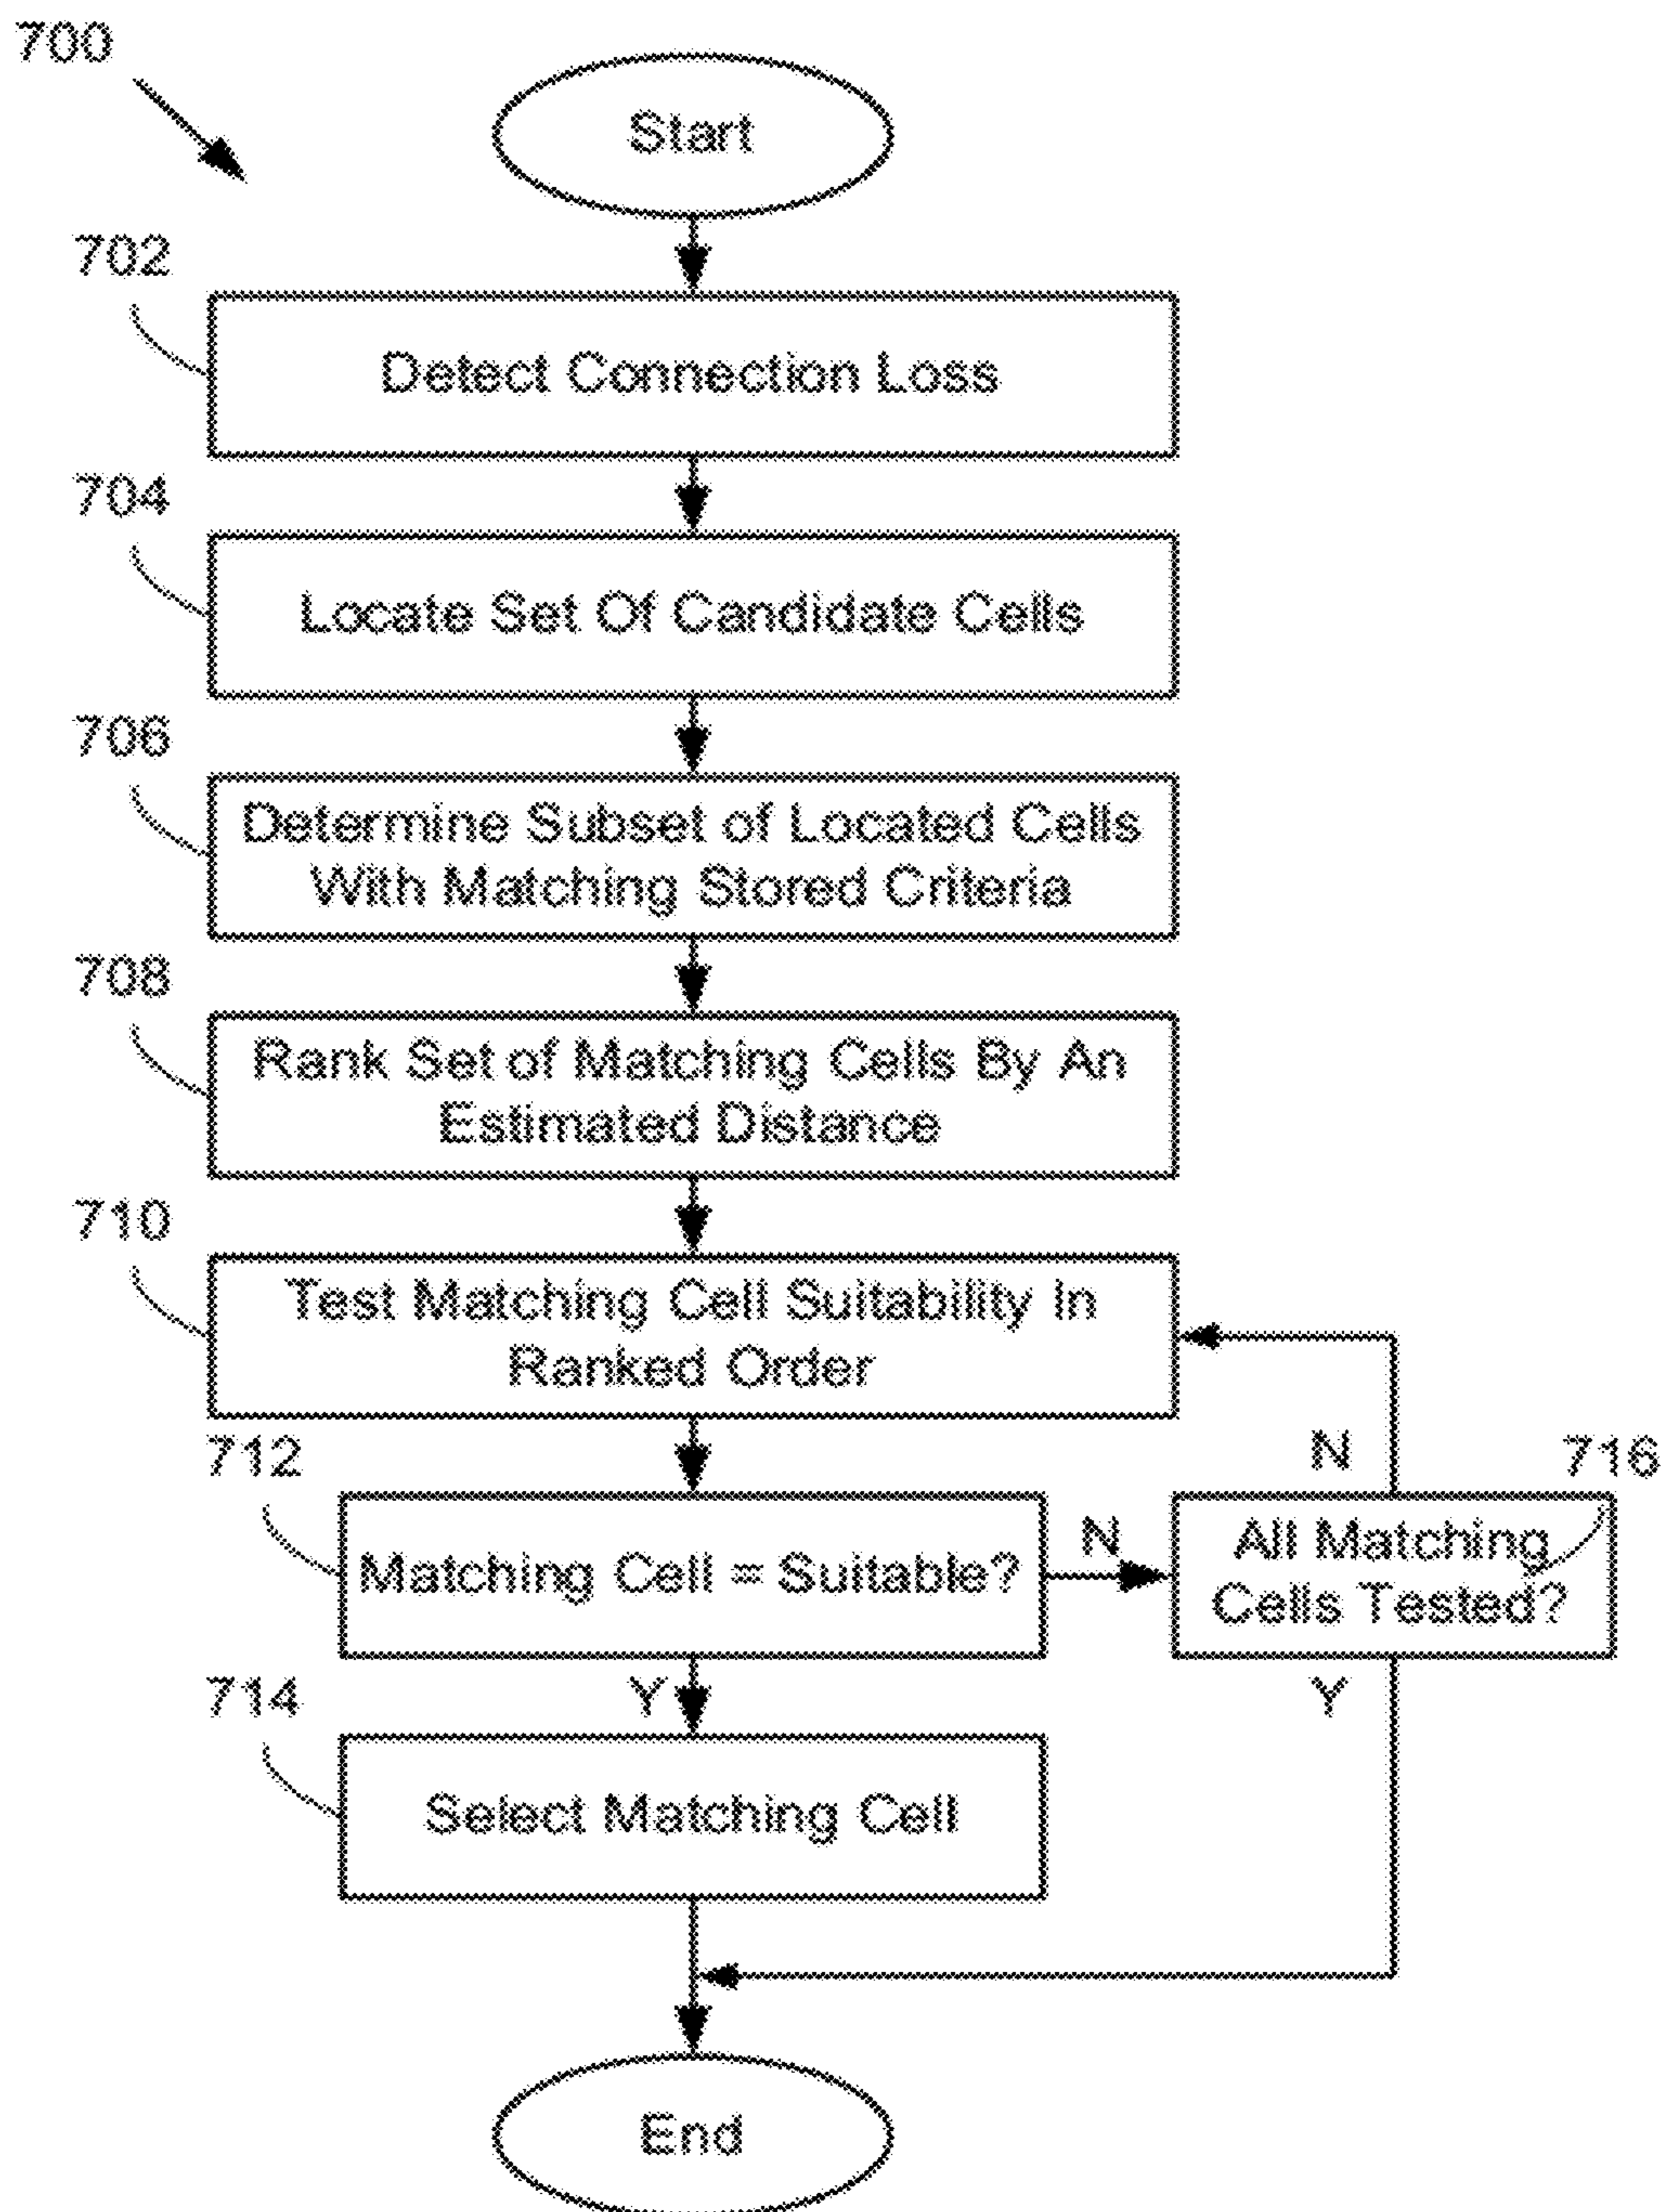 700
Start
702
Detect Connection Loss
704
Locate Set Of Candidate Cells
706
Determine Subset of Located Cells
With Matching Stored Criteria
708
Rank Set of Matching Cells By An
Estimated Distance
710
Test Matching Cell Suitability In
Ranked Order
712
Matching Cell = Suitable?
N
N
716
All Matching
Cells Tested?
714
Y
Y
Select Matching Cell
End